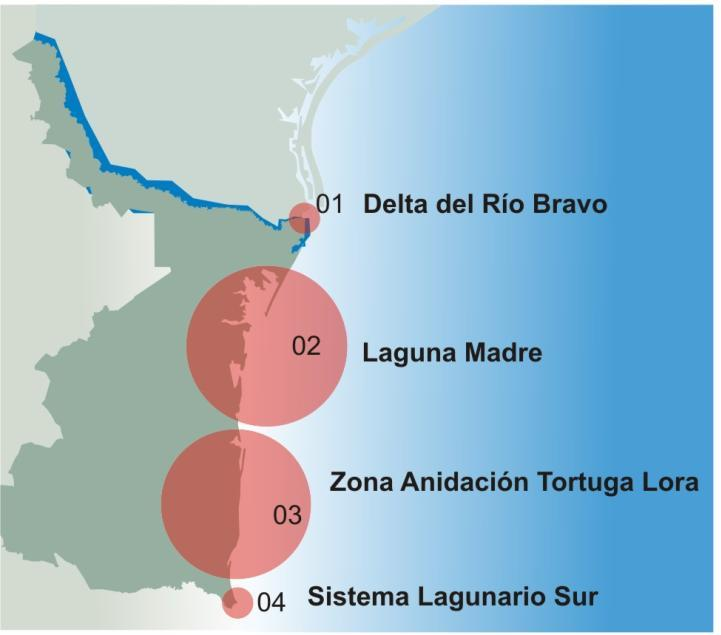 01 Delta del Río Bravo
02 Laguna Madre
Zona Anidación Tortuga Lora
03
04 Sistema Lagunario Sur